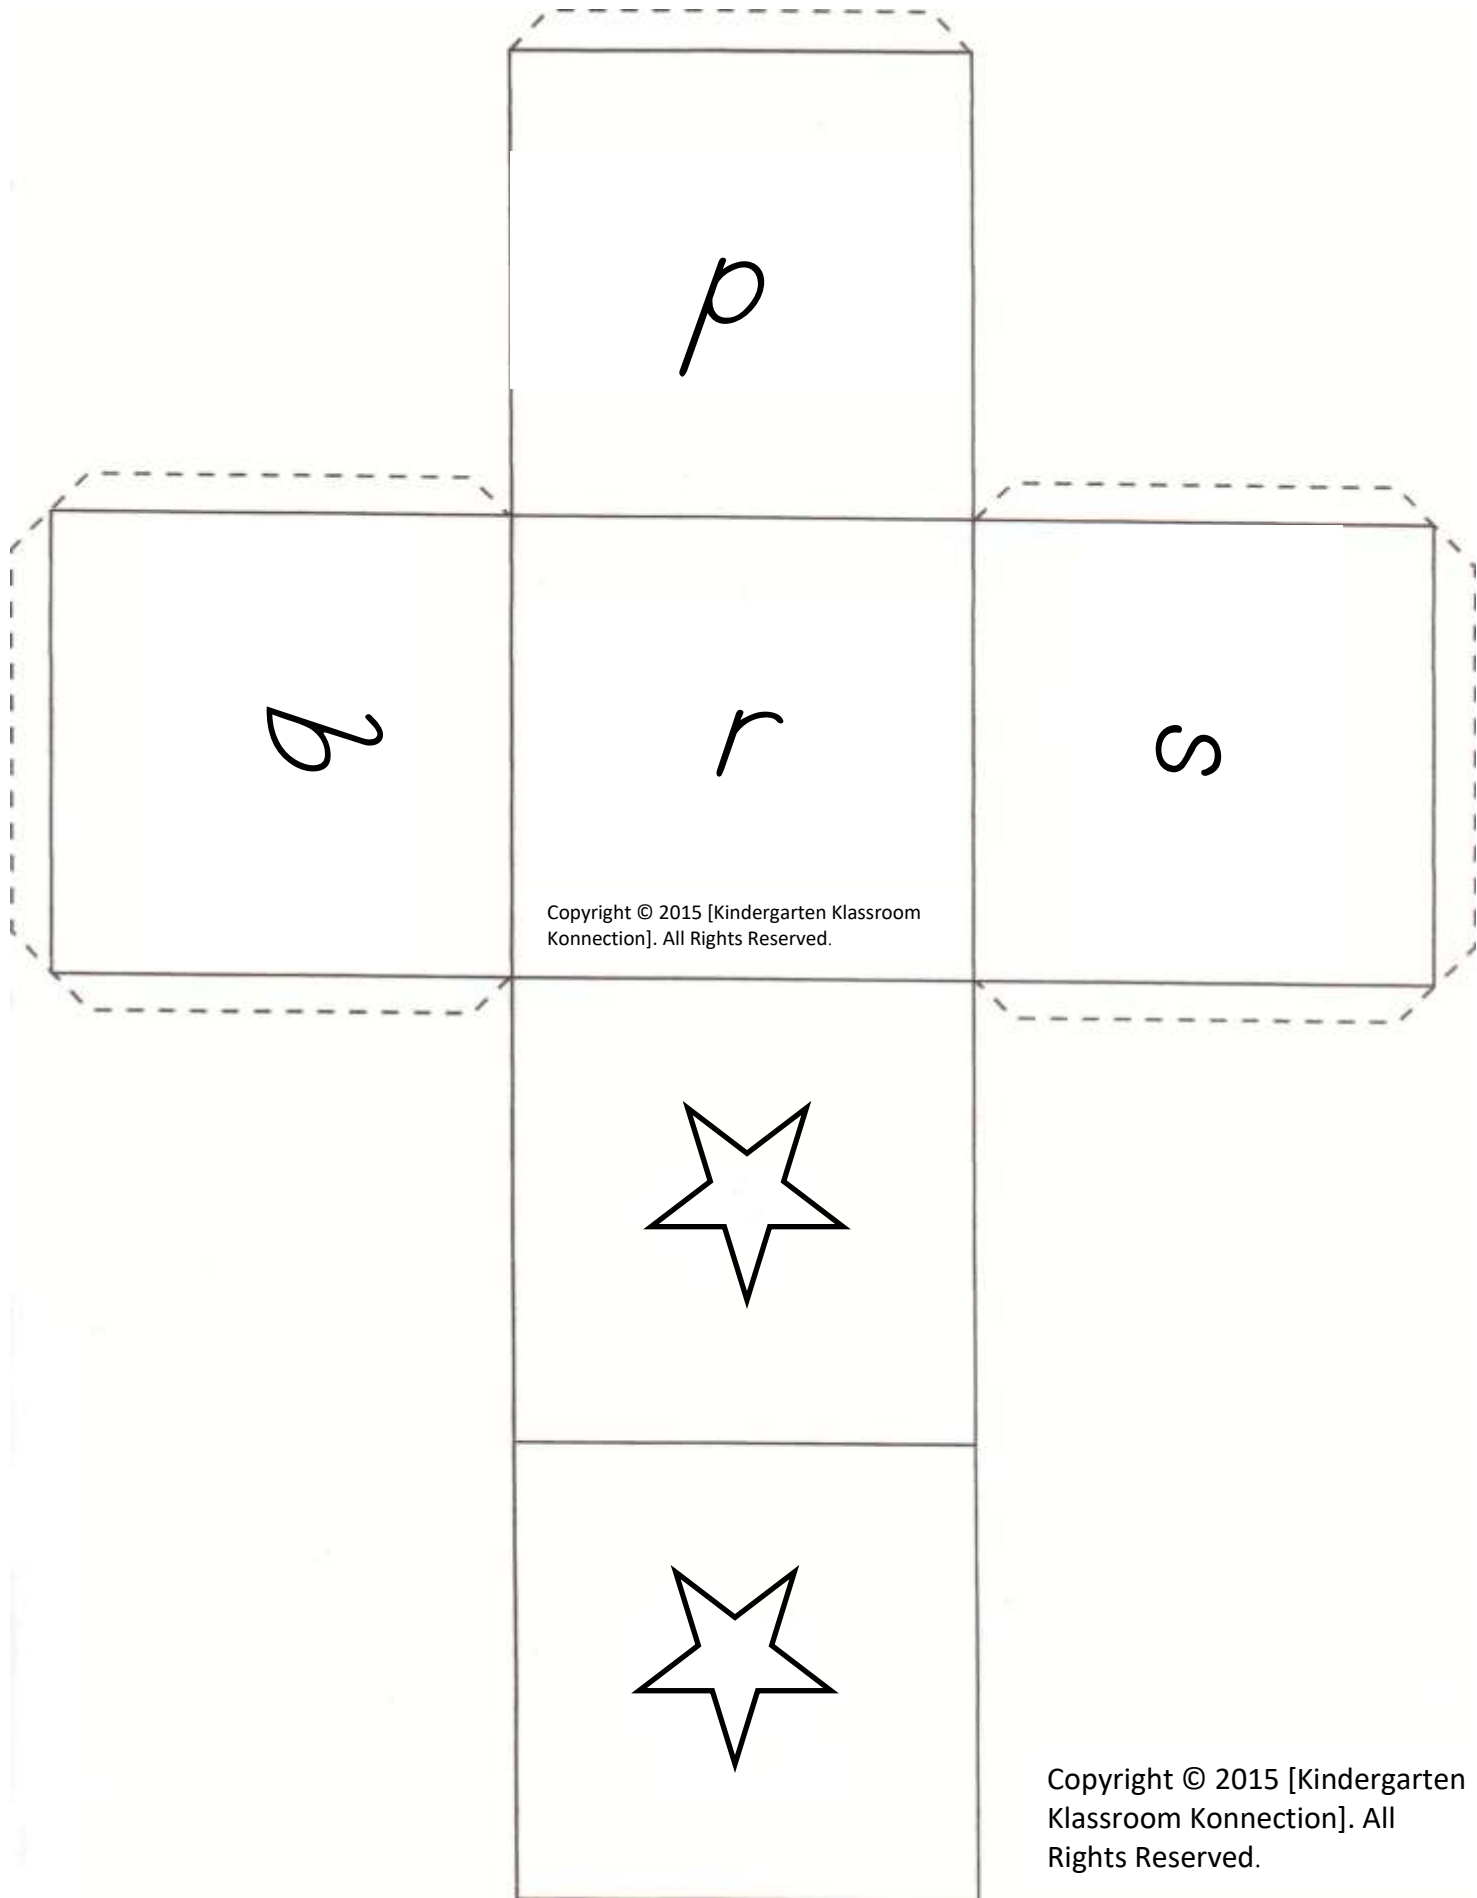 p
q r s
Copyright © 2015 [Kindergarten Klassroom
Konnection]. All Rights Reserved.
Copyright © 2015 [Kindergarten
Klassroom Konnection]. All
Rights Reserved.